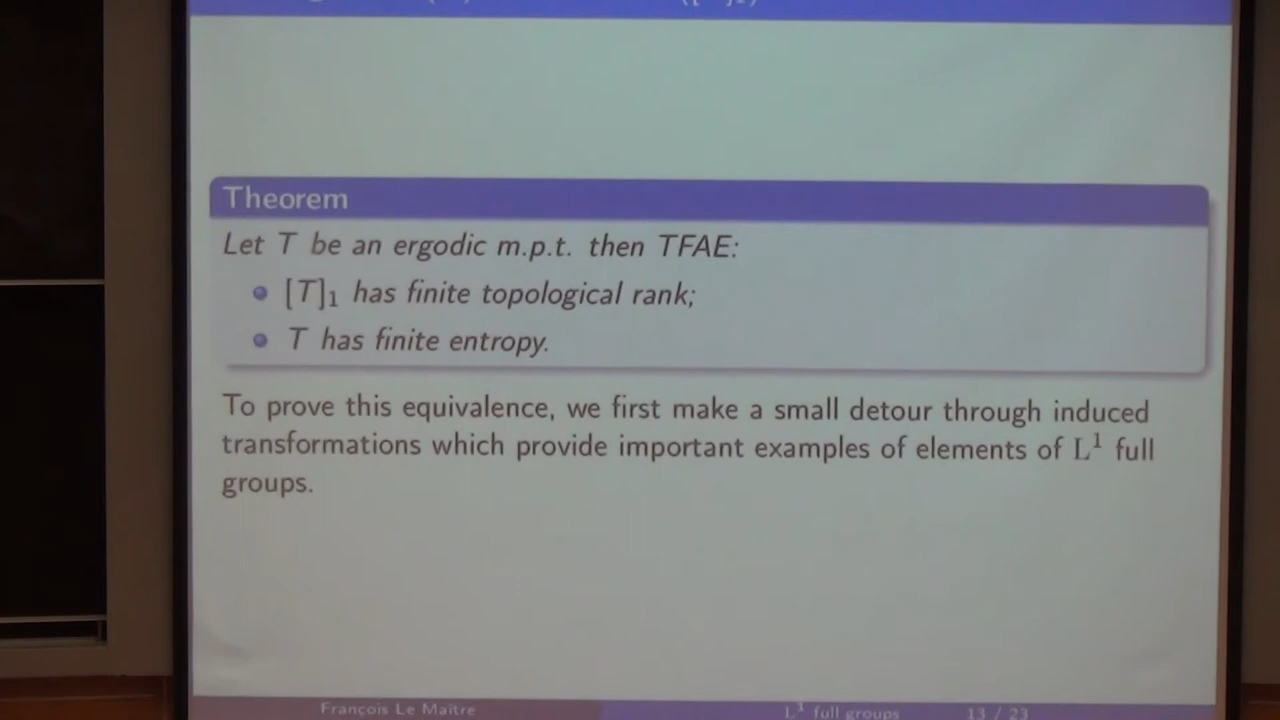 Theorem
Let T be an ergodic m.p.t. then TFAE:
[T]₁ has finite topological rank;
T has finite entropy.
To prove this equivalence, we first make a small detour through induced
transformations which provide important examples of elements of L¹ full
groups.
François Le Maître L¹ full groups 13 / 23